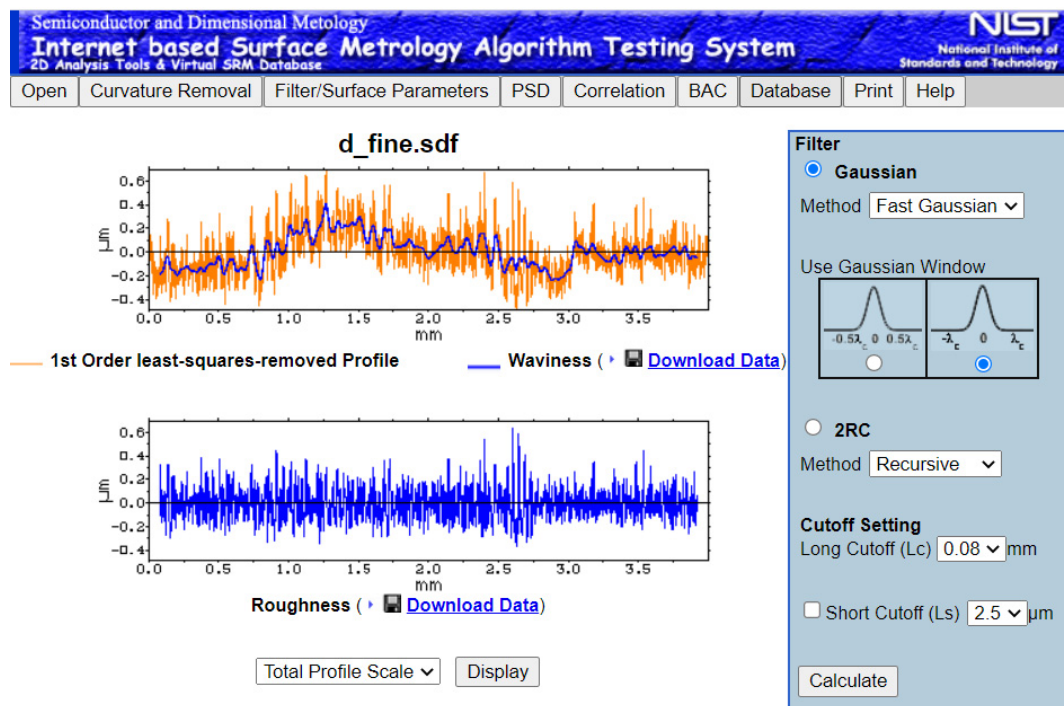 Semiconductor and Dimensional Metology
Internet based Surface Metrology Algorithm Testing System
2D Analysis Tools & Virtual SRM Database
NIST
National Institute of
Standards and Technology
Open Curvature Removal Filter/Surface Parameters PSD Correlation BAC Database Print Help
d_fine.sdf
0.6
0.4
0.2
0.0
-0.2
-0.4
µm
0.0 0.5 1.0 1.5 2.0 2.5 3.0 3.5
mm
1st Order least-squares-removed Profile Waviness ( Download Data)
0.6
0.4
0.2
0.0
-0.2
-0.4
µm
0.0 0.5 1.0 1.5 2.0 2.5 3.0 3.5
mm
Roughness ( Download Data)
Total Profile Scale Display
Filter
Gaussian
Method Fast Gaussian
Use Gaussian Window
-0.5λc 0 0.5λc -λc 0 λc
2RC
Method Recursive
Cutoff Setting
Long Cutoff (Lc) 0.08 mm
Short Cutoff (Ls) 2.5 µm
Calculate